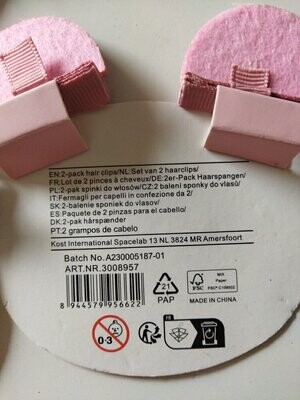 EN:2-pack hair clips/NL:Set van 2 haarclips/
FR:Lot de 2 pinces à cheveux/DE:2er-Pack Haarspangen/
PL:2-pak spinki do włosów/CZ:2 balení sponky do vlasů/
IT:Fermagli per capelli in confezione da 2/
SK:2-balenie sponiek do vlasov/
ES:Paquete de 2 pinzas para el cabello/
DK:2-pak hårspænder
PT:2 grampos de cabelo
Kost International Spacelab 13 NL 3824 MR Amersfoort
Batch No.A230005187-01
ART.NR.3008957
8 944579 956622
21
PAP
FSC
MIX
Paper
MADE IN CHINA
0-3